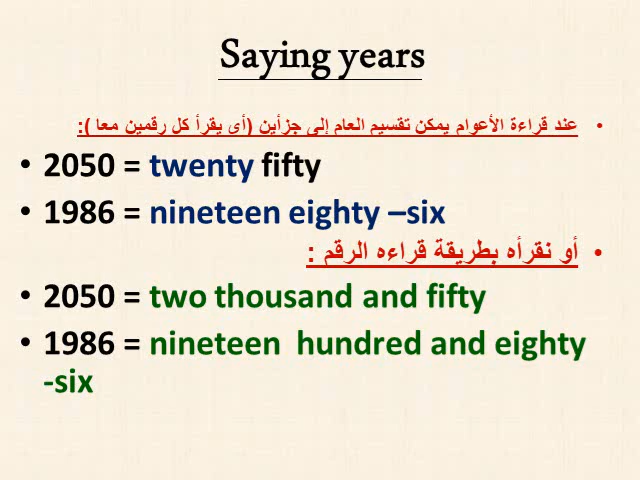 Saying years
• عند قراءة الأعوام يمكن تقسيم العام إلى جزأين (أى يقرأ كل رقمين معا ):
• 2050 = twenty fifty
• 1986 = nineteen eighty –six
• أو نقرأه بطريقة قراءه الرقم :
• 2050 = two thousand and fifty
• 1986 = nineteen hundred and eighty
-six